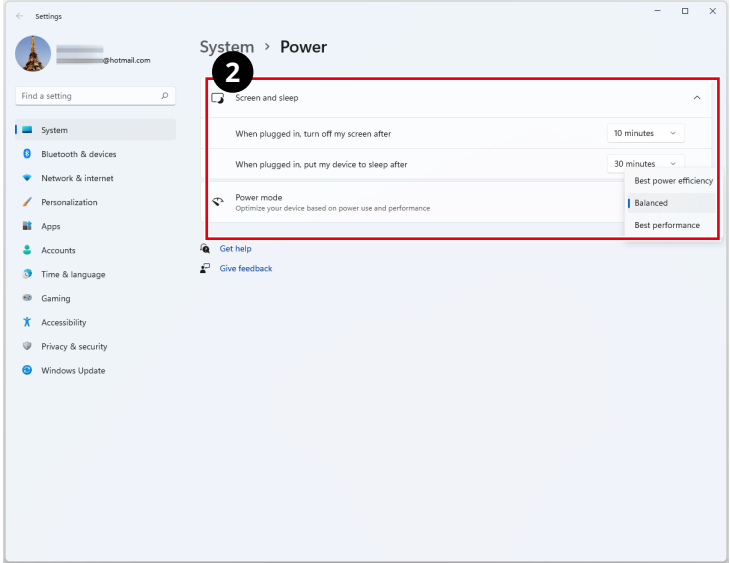 Settings
@hotmail.com
Find a setting
System
Bluetooth & devices
Network & internet
Personalization
Apps
Accounts
Time & language
Gaming
Accessibility
Privacy & security
Windows Update
System > Power
2
Screen and sleep
When plugged in, turn off my screen after 10 minutes
When plugged in, put my device to sleep after 30 minutes
Power mode
Optimize your device based on power use and performance
Best power efficiency
Balanced
Best performance
Get help
Give feedback